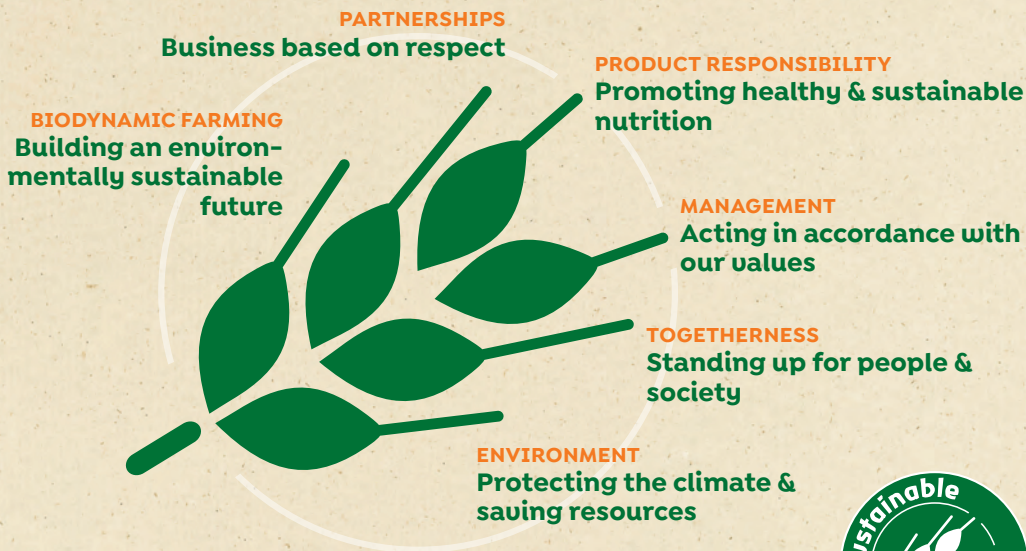 PARTNERSHIPS
Business based on respect
PRODUCT RESPONSIBILITY
Promoting healthy & sustainable
nutrition
BIODYNAMIC FARMING
Building an environ-
mentally sustainable
future
MANAGEMENT
Acting in accordance with
our values
TOGETHERNESS
Standing up for people &
society
ENVIRONMENT
Protecting the climate &
saving resources